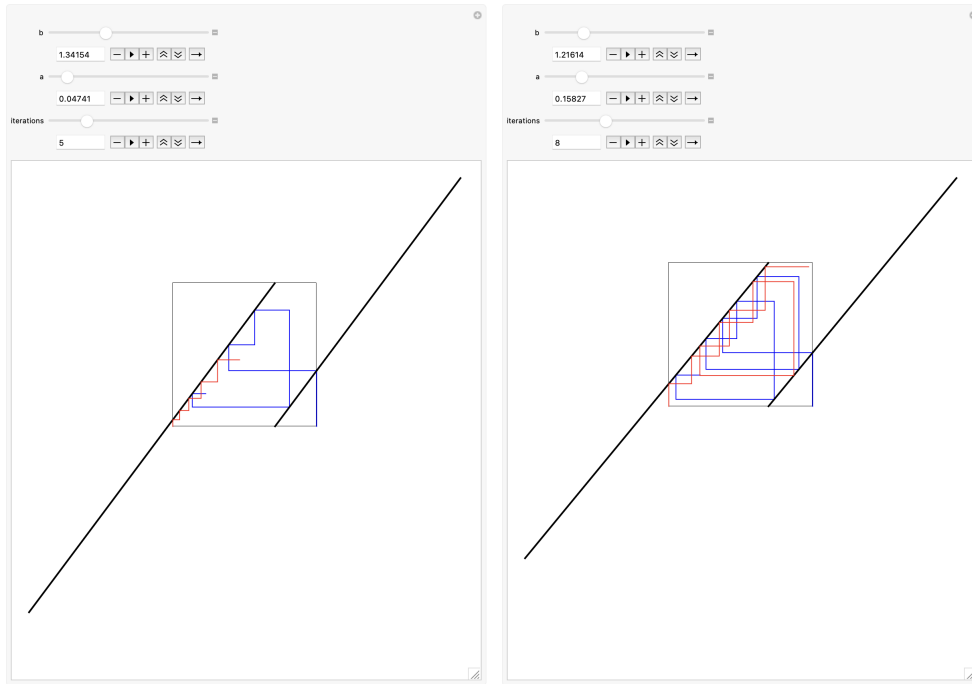 b
1.34154
a
0.04741
iterations
5
b
1.21614
a
0.15827
iterations
8